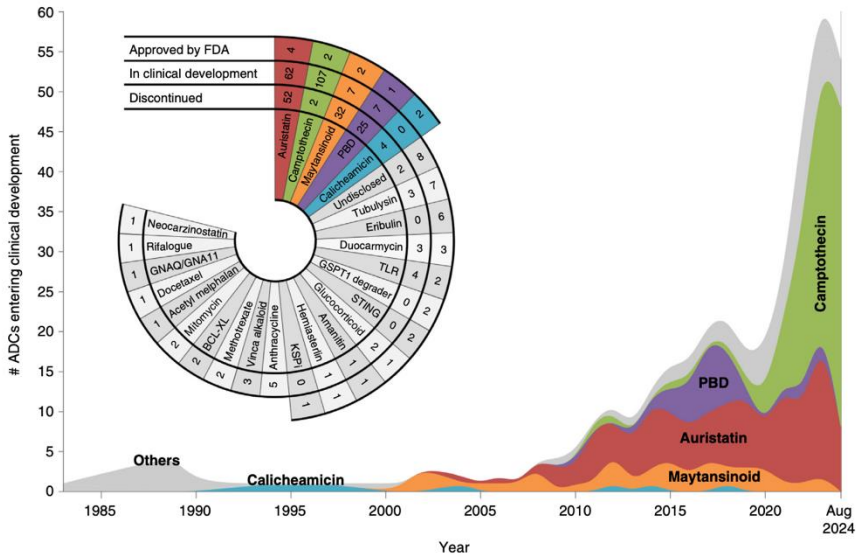 # ADCs entering clinical development
60
55
50
45
40
35
30
25
20
15
10
5
0
Approved by FDA
In clinical development
Discontinued
4 62 52 Auristatin
2 107 2 Camptothecin
2 7 32 Maytansinoid
1 7 25 PBD
Calicheamicin 4 0 2
Undisclosed 2 8
Tubulysin 3 7
Eribulin 0 6
Duocarmycin 3 3
TLR 4 2
GSPT1 degrader 0 2
STING 0 2
Glucocorticoid 2 1
Amanitin 1 1
Hemiasterlin 1 1
KSPi 0 1
Anthracycline 5
Vinca alkaloid 3
Methotrexate 2
BCL-XL 2
Mitomycin 2
Acetyl melphalan 1
1 Docetaxel
1 GNAQ/GNA11
1 Rifalogue
1 Neocarzinostatin
Others
Calicheamicin
Maytansinoid
Auristatin
PBD
Camptothecin
1985 1990 1995 2000 2005 2010 2015 2020 Aug
2024
Year